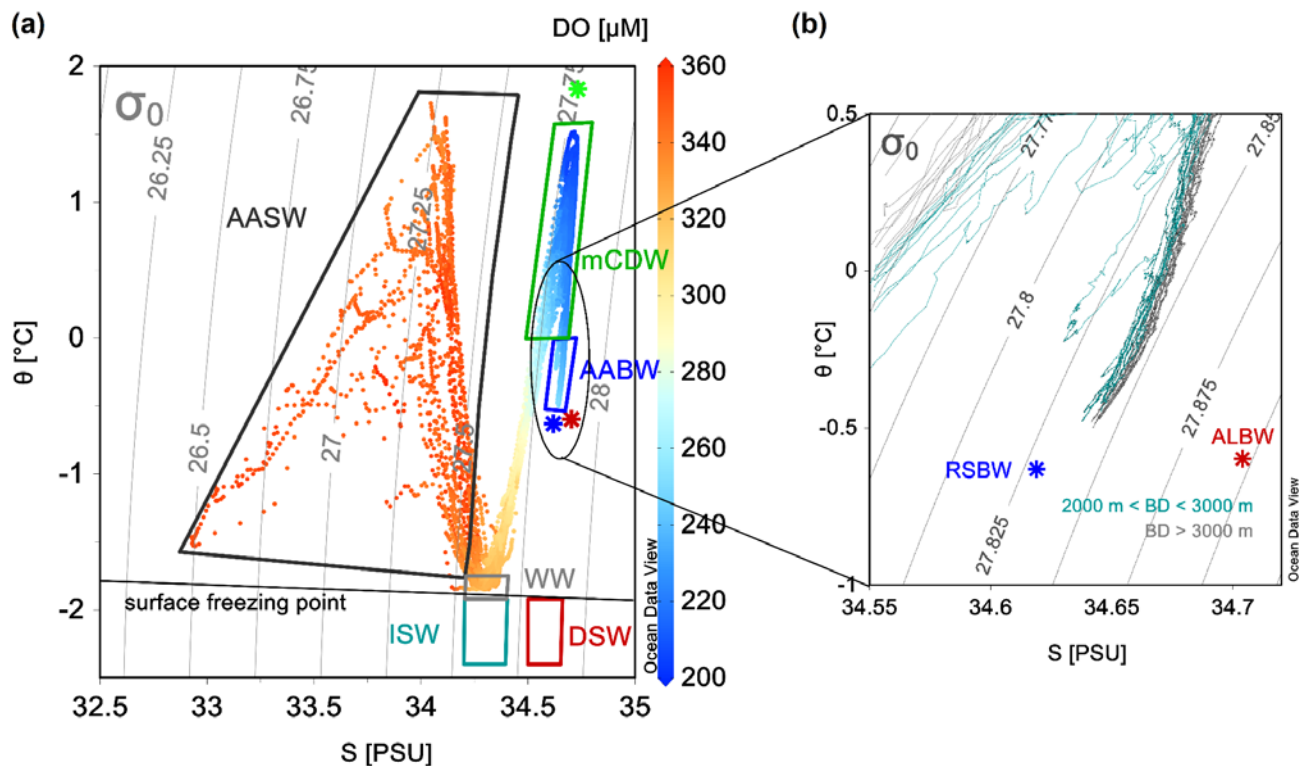 (a)
DO [µM]
(b)
2
1
0
-1
-2
θ [°C]
σ0
26.25
26.5
26.75
27
27.25
27.5
27.75
28
AASW
mCDW
AABW
WW
surface freezing point
ISW
DSW
Ocean Data View
32.5
33
33.5
34
34.5
35
S [PSU]
360
340
320
300
280
260
240
220
200
0.5
0
-0.5
-1
θ [°C]
σ0
27.8
27.85
27.825
27.875
RSBW
ALBW
2000 m < BD < 3000 m
BD > 3000 m
Ocean Data View
34.55
34.6
34.65
34.7
S [PSU]